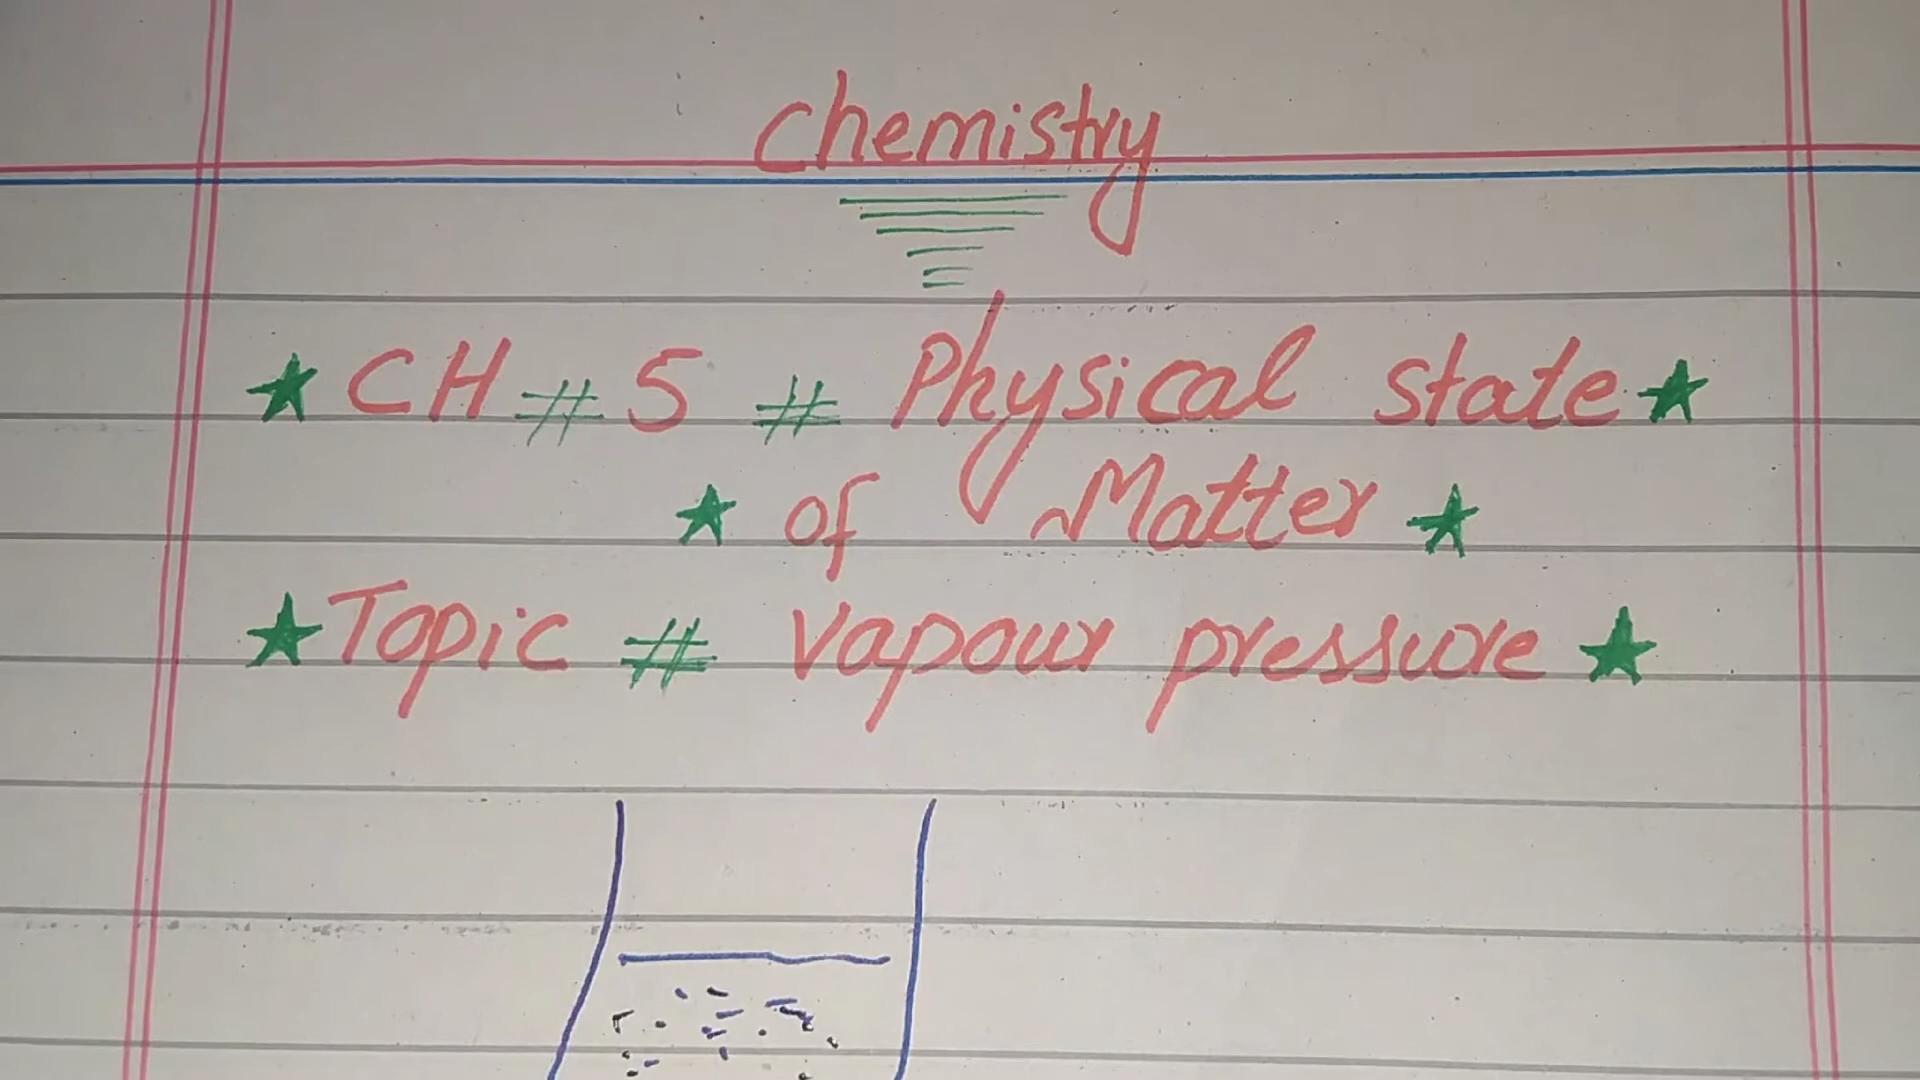 Chemistry
★ CH # 5 # Physical state ★
★ of Matter ★
★ Topic # Vapour pressure ★